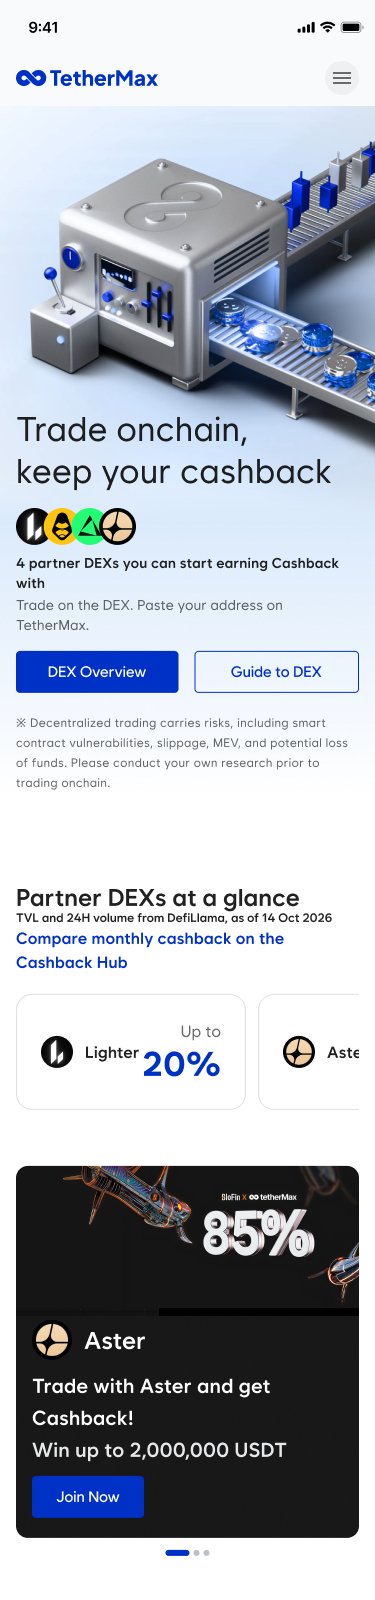 9:41
TetherMax
Trade onchain,
keep your cashback
4 partner DEXs you can start earning Cashback
with
Trade on the DEX. Paste your address on
TetherMax.
DEX Overview
Guide to DEX
※ Decentralized trading carries risks, including smart
contract vulnerabilities, slippage, MEV, and potential loss
of funds. Please conduct your own research prior to
trading onchain.
Partner DEXs at a glance
TVL and 24H volume from DefiLlama, as of 14 Oct 2026
Compare monthly cashback on the
Cashback Hub
Lighter
Up to
20%
Aste
BloFin X tetherMax
85%
Aster
Trade with Aster and get
Cashback!
Win up to 2,000,000 USDT
Join Now